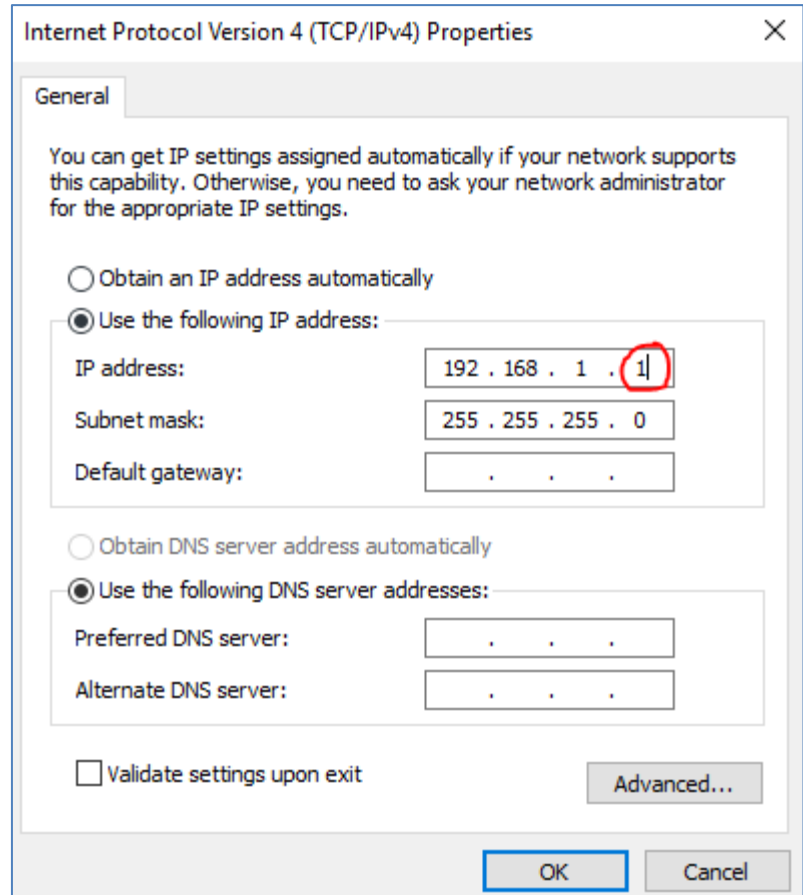 Internet Protocol Version 4 (TCP/IPv4) Properties
General
You can get IP settings assigned automatically if your network supports
this capability. Otherwise, you need to ask your network administrator
for the appropriate IP settings.
Obtain an IP address automatically
Use the following IP address:
IP address: 192 . 168 . 1 . 1
Subnet mask: 255 . 255 . 255 . 0
Default gateway: . . .
Obtain DNS server address automatically
Use the following DNS server addresses:
Preferred DNS server: . . .
Alternate DNS server: . . .
Validate settings upon exit
Advanced...
OK Cancel